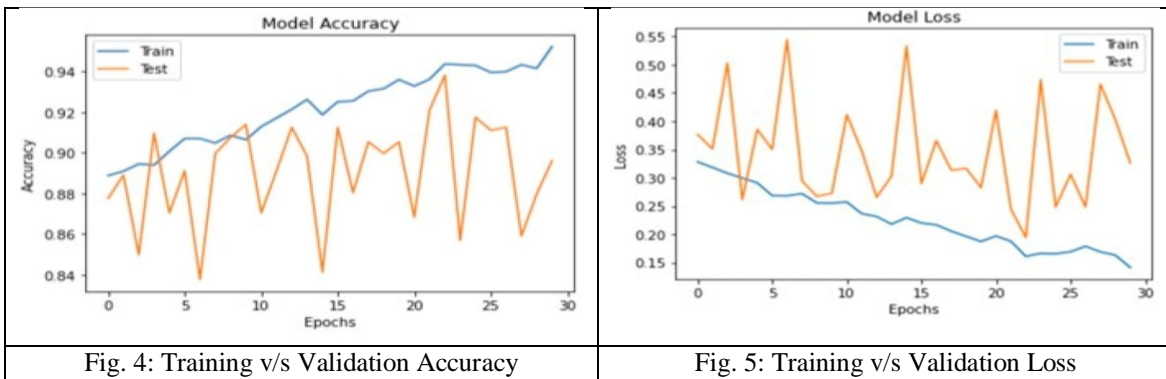 Model Accuracy
Train
Test
0.94
0.92
0.90
0.88
0.86
0.84
Accuracy
0 5 10 15 20 25 30
Epochs
Fig. 4: Training v/s Validation Accuracy
Model Loss
Train
Test
0.55
0.50
0.45
0.40
0.35
0.30
0.25
0.20
0.15
Loss
0 5 10 15 20 25 30
Epochs
Fig. 5: Training v/s Validation Loss